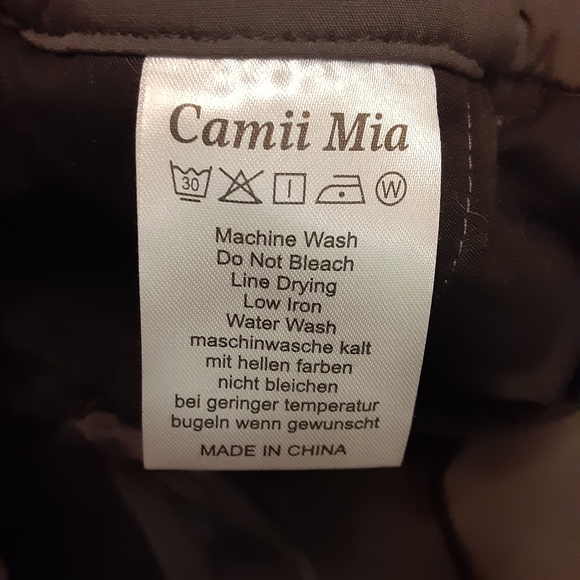 Camii Mia
30 I W
Machine Wash
Do Not Bleach
Line Drying
Low Iron
Water Wash
maschinwasche kalt
mit hellen farben
nicht bleichen
bei geringer temperatur
bugeln wenn gewunscht
MADE IN CHINA